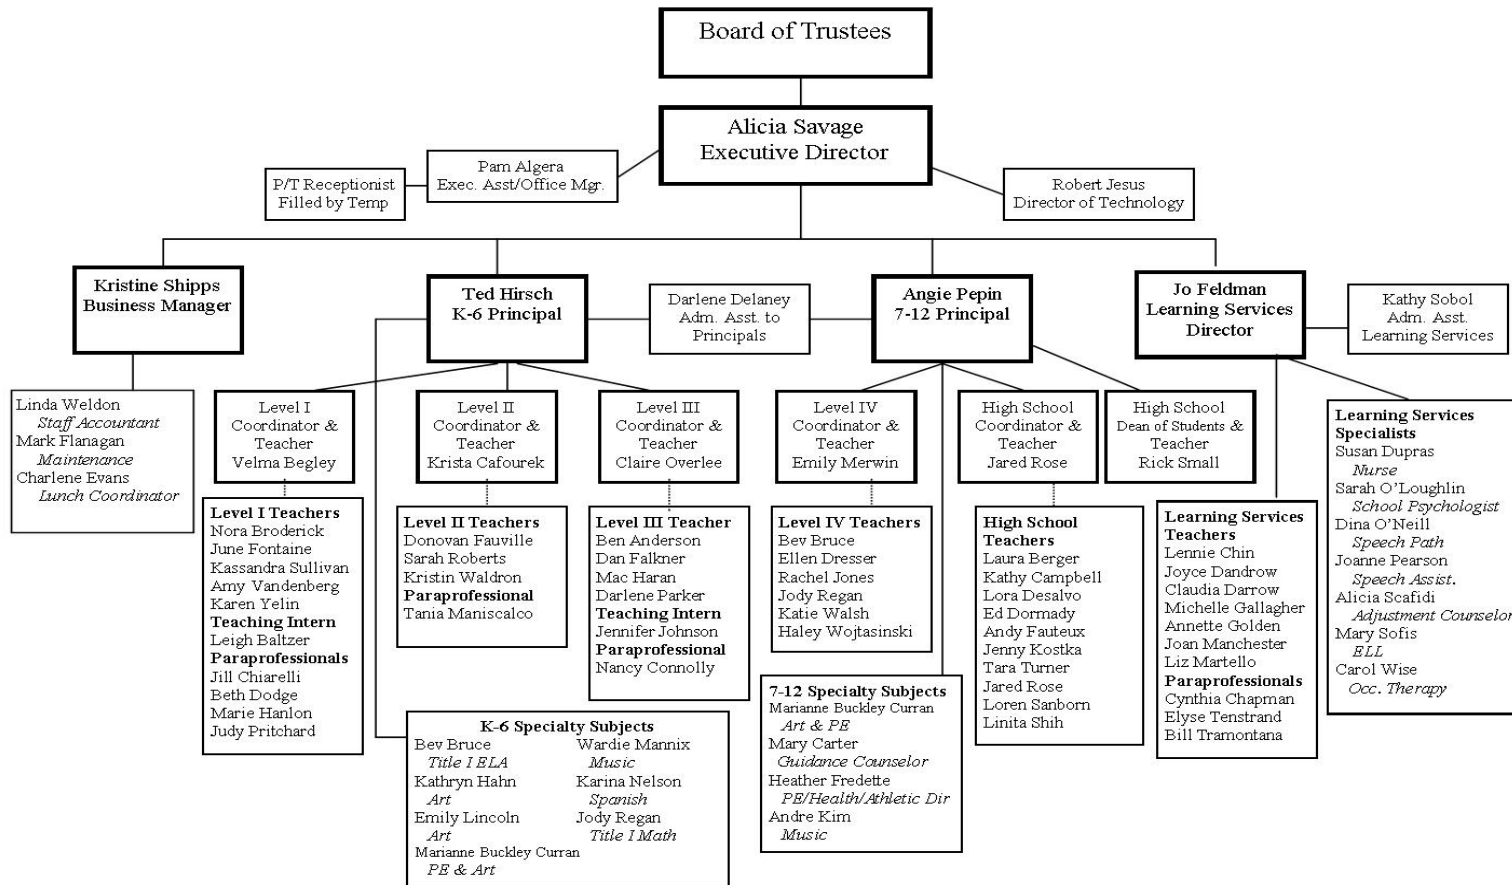 Board of Trustees
Alicia Savage
Executive Director
Pam Algera
Exec. Asst/Office Mgr.
P/T Receptionist
Filled by Temp
Robert Jesus
Director of Technology
Kristine Shipps
Business Manager
Ted Hirsch
K-6 Principal
Darlene Delaney
Adm. Asst. to
Principals
Angie Pepin
7-12 Principal
Jo Feldman
Learning Services
Director
Kathy Sobol
Adm. Asst.
Learning Services
Linda Weldon
Staff Accountant
Mark Flanagan
Maintenance
Charlene Evans
Lunch Coordinator
Level I
Coordinator &
Teacher
Velma Begley
Level II
Coordinator &
Teacher
Krista Cafourek
Level III
Coordinator &
Teacher
Claire Overlee
Level IV
Coordinator &
Teacher
Emily Merwin
High School
Coordinator &
Teacher
Jared Rose
High School
Dean of Students &
Teacher
Rick Small
Learning Services
Specialists
Susan Dupras
Nurse
Sarah O'Loughlin
School Psychologist
Dina O'Neill
Speech Path
Joanne Pearson
Speech Assist.
Alicia Scafidi
Adjustment Counselor
Mary Sofis
ELL
Carol Wise
Occ. Therapy
Level I Teachers
Nora Broderick
June Fontaine
Kassandra Sullivan
Amy Vandenberg
Karen Yelin
Teaching Intern
Leigh Baltzer
Paraprofessionals
Jill Chiarelli
Beth Dodge
Marie Hanlon
Judy Pritchard
Level II Teachers
Donovan Fauville
Sarah Roberts
Kristin Waldron
Paraprofessional
Tania Maniscalco
Level III Teacher
Ben Anderson
Dan Falkner
Mac Haran
Darlene Parker
Teaching Intern
Jennifer Johnson
Paraprofessional
Nancy Connolly
Level IV Teachers
Bev Bruce
Ellen Dresser
Rachel Jones
Jody Regan
Katie Walsh
Haley Wojtasinski
High School
Teachers
Laura Berger
Kathy Campbell
Lora Desalvo
Ed Dormady
Andy Fauteux
Jenny Kostka
Tara Turner
Jared Rose
Loren Sanborn
Linita Shih
Learning Services
Teachers
Lennie Chin
Joyce Dandrow
Claudia Darrow
Michelle Gallagher
Annette Golden
Joan Manchester
Liz Martello
Paraprofessionals
Cynthia Chapman
Elyse Tenstrand
Bill Tramontana
K-6 Specialty Subjects
Bev Bruce
Title I ELA
Kathryn Hahn
Art
Emily Lincoln
Art
Marianne Buckley Curran
PE & Art
Wardie Mannix
Music
Karina Nelson
Spanish
Jody Regan
Title I Math
7-12 Specialty Subjects
Marianne Buckley Curran
Art & PE
Mary Carter
Guidance Counselor
Heather Fredette
PE/Health/Athletic Dir
Andre Kim
Music